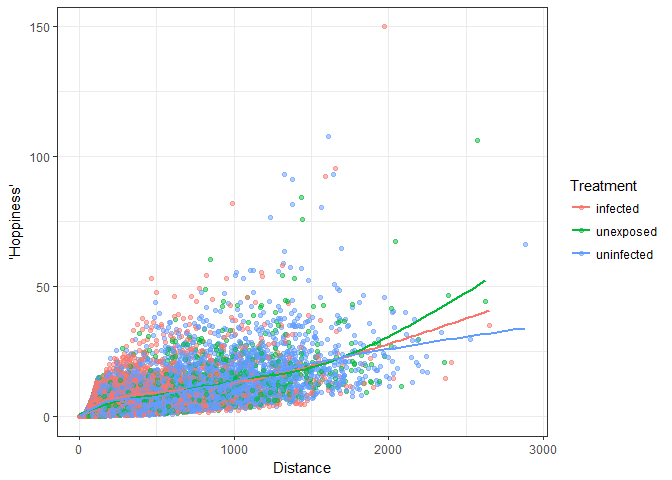 150
100
50
0
'Hoppiness'
0 1000 2000 3000
Distance
Treatment
infected
unexposed
uninfected